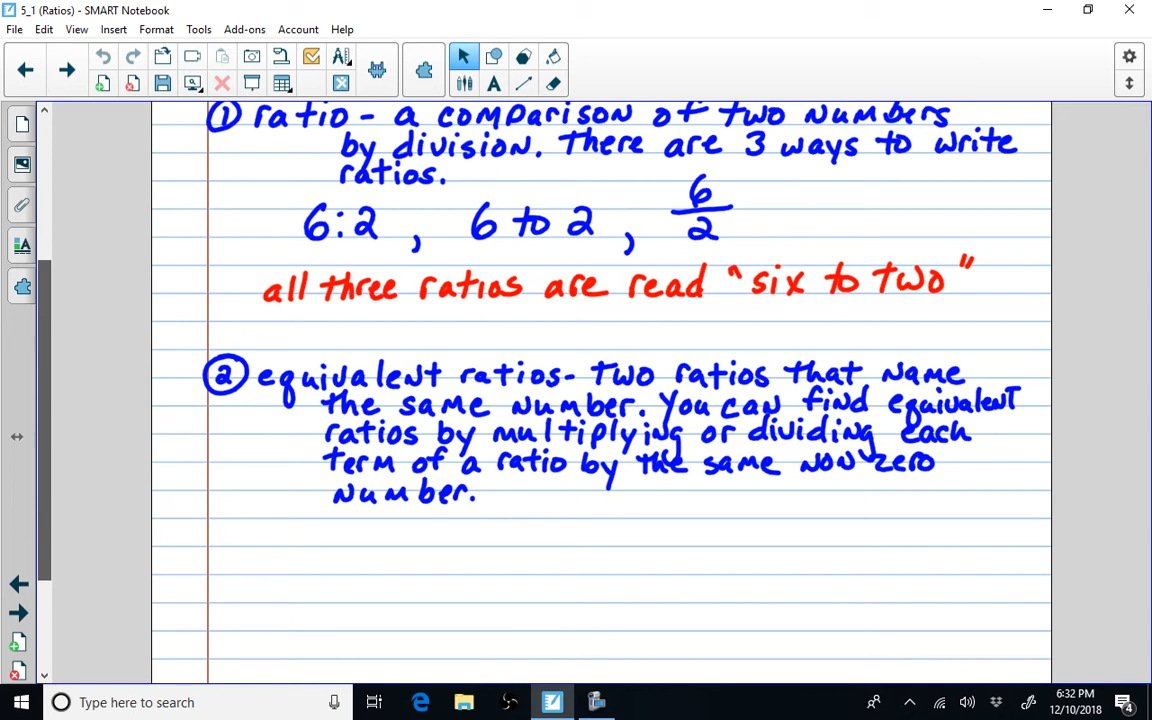 5_1 (Ratios) - SMART Notebook
File Edit View Insert Format Tools Add-ons Account Help
① ratio - a comparison of two numbers
by division. There are 3 ways to write
ratios.
6:2 , 6 to 2 , 6/2
all three ratios are read "six to two"
② equivalent ratios - two ratios that name
the same number. You can find equivalent
ratios by multiplying or dividing each
term of a ratio by the same non zero
number.
Type here to search
6:32 PM
12/10/2018
4